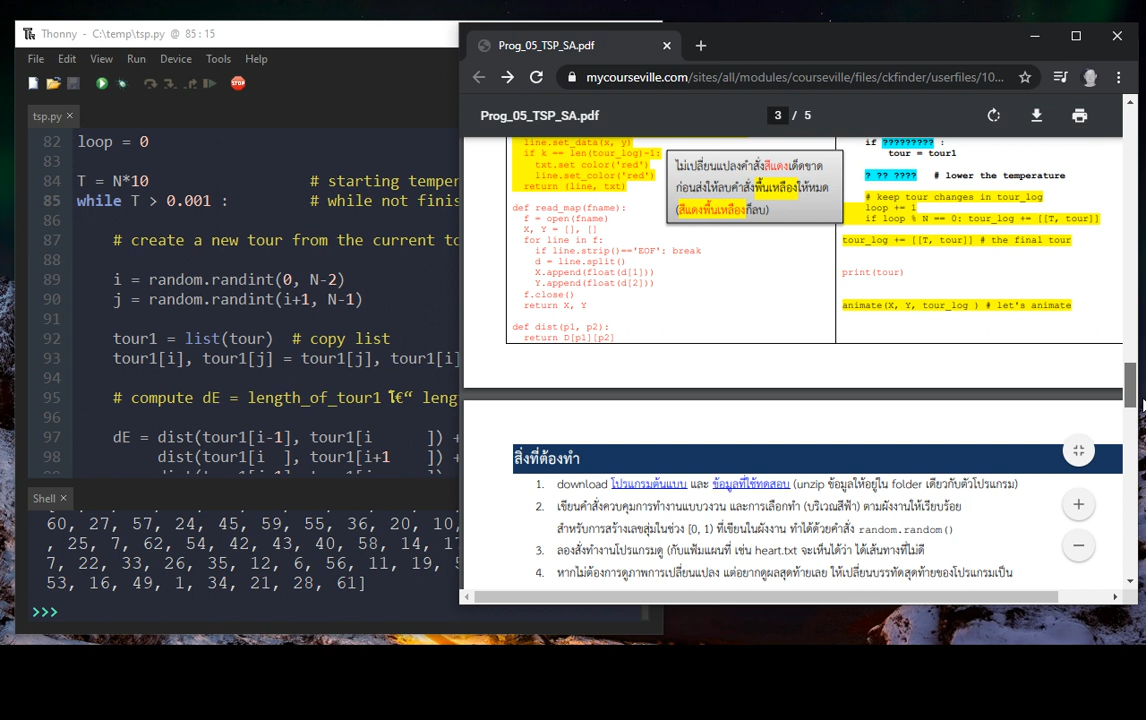 Thonny - C:\temp\tsp.py @ 85:15
File Edit View Run Device Tools Help
STOP
tsp.py ×
82 loop = 0
83
84 T = N*10 # starting temper
85 while T > 0.001 : # while not finis
86
87 # create a new tour from the current to
88
89 i = random.randint(0, N-2)
90 j = random.randint(i+1, N-1)
91
92 tour1 = list(tour) # copy list
93 tour1[i], tour1[j] = tour1[j], tour1[i]
94
95 # compute dE = length_of_tour1 โ€“ leng
96
97 dE = dist(tour1[i-1], tour1[i ]) +
98 dist(tour1[i ], tour1[i+1 ]) +
Shell ×
60, 27, 57, 24, 45, 59, 55, 36, 20, 10,
, 25, 7, 62, 54, 42, 43, 40, 58, 14, 17
7, 22, 33, 26, 35, 12, 6, 56, 11, 19, 5
53, 16, 49, 1, 34, 21, 28, 61]
>>>
Prog_05_TSP_SA.pdf × +
mycourseville.com/sites/all/modules/courseville/files/ckfinder/userfiles/10...
Prog_05_TSP_SA.pdf 3 / 5
line.set_data(x, y)
if k == len(tour_log)-1:
txt.set_color('red')
line.set_color('red')
return (line, txt)
def read_map(fname):
f = open(fname)
X, Y = [], []
for line in f:
if line.strip()=='EOF': break
d = line.split()
X.append(float(d[1]))
Y.append(float(d[2]))
f.close()
return X, Y
def dist(p1, p2):
return D[p1][p2]
ไม่เปลี่ยนแปลงคำสั่งสีแดงเด็ดขาด
ก่อนส่งให้ลบคำสั่งพื้นเหลืองให้หมด
(สีแดงพื้นเหลืองก็ลบ)
if ????????? :
tour = tour1
? ?? ???? # lower the temperature
# keep tour changes in tour_log
loop += 1
if loop % N == 0: tour_log += [[T, tour]]
tour_log += [[T, tour]] # the final tour
print(tour)
animate(X, Y, tour_log ) # let's animate
สิ่งที่ต้องทำ
1. download โปรแกรมต้นแบบ และ ข้อมูลที่ใช้ทดสอบ (unzip ข้อมูลให้อยู่ใน folder เดียวกับตัวโปรแกรม)
2. เขียนคำสั่งควบคุมการทำงานแบบวงวน และการเลือกทำ (บริเวณสีฟ้า) ตามผังงานให้เรียบร้อย
สำหรับการสร้างเลขสุ่มในช่วง [0, 1) ที่เขียนในผังงาน ทำได้ด้วยคำสั่ง random.random()
3. ลองสั่งทำงานโปรแกรมดู (กับแฟ้มแผนที่ เช่น heart.txt จะเห็นได้ว่า ได้เส้นทางที่ไม่ดี
4. หากไม่ต้องการดูภาพการเปลี่ยนแปลง แต่อยากดูผลสุดท้ายเลย ให้เปลี่ยนบรรทัดสุดท้ายของโปรแกรมเป็น